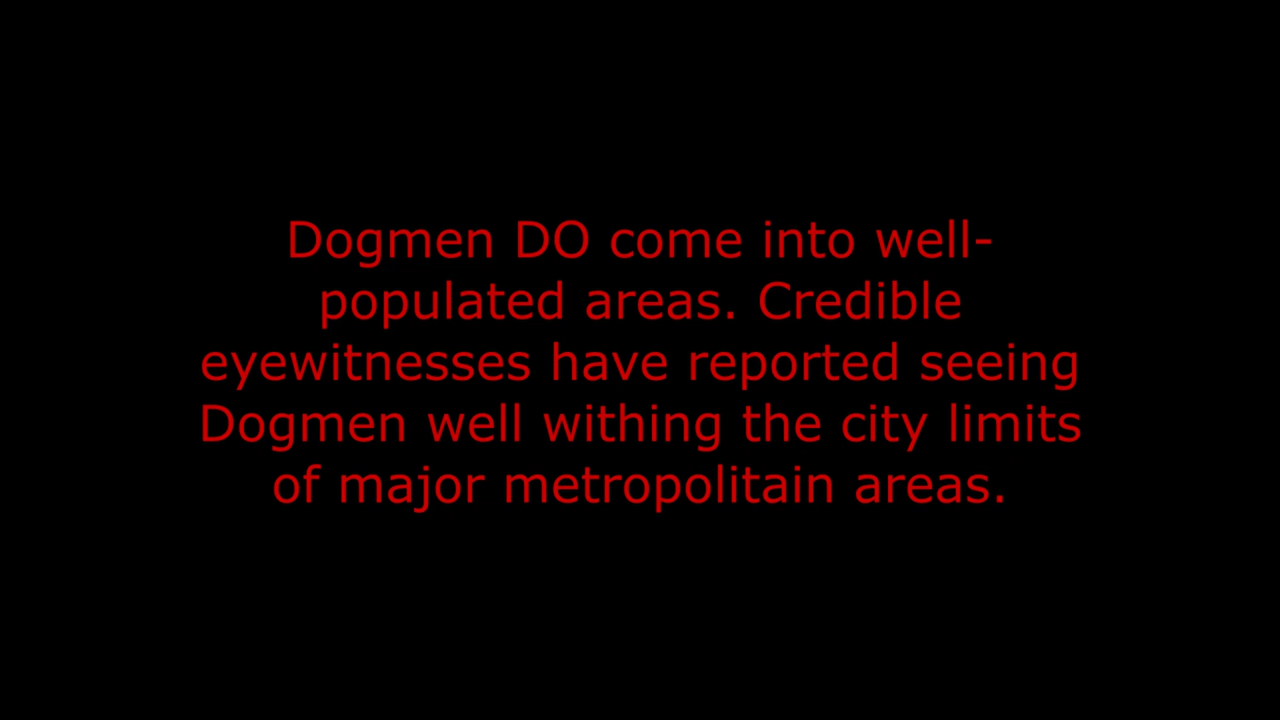 Dogmen DO come into well-
populated areas. Credible
eyewitnesses have reported seeing
Dogmen well withing the city limits
of major metropolitain areas.